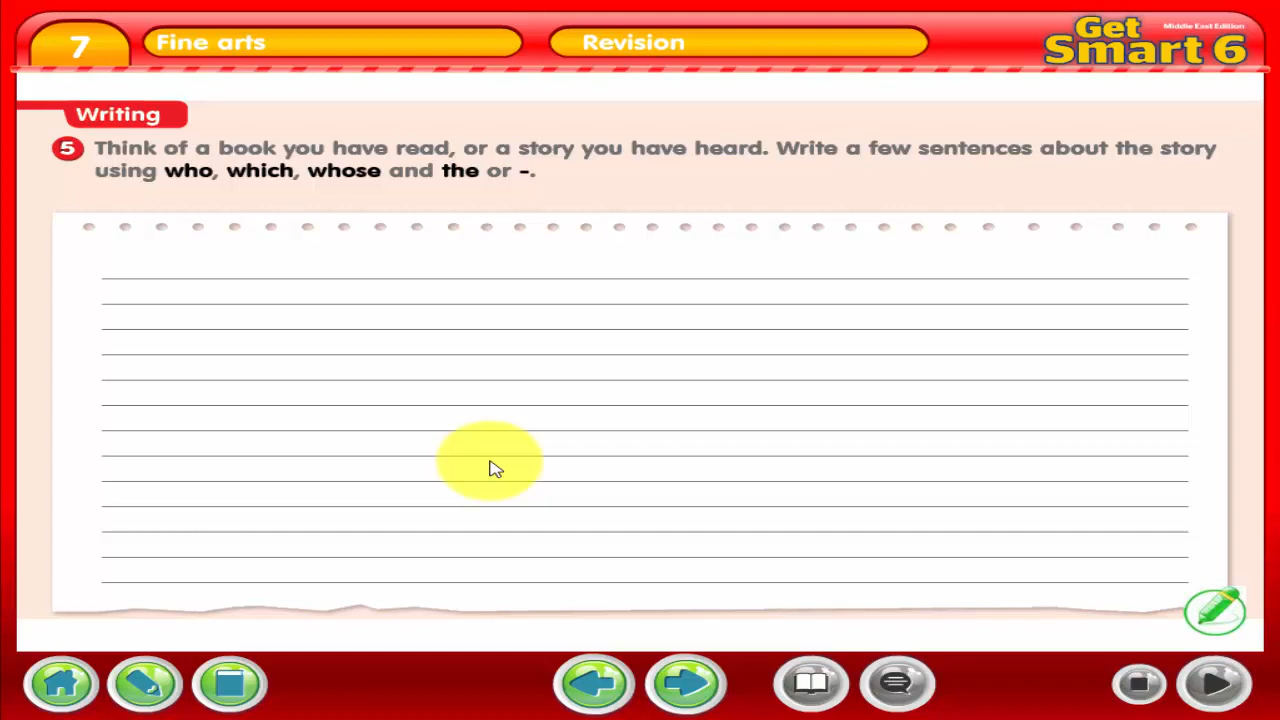 7 Fine arts Revision Get Smart 6 Middle East Edition
Writing
5 Think of a book you have read, or a story you have heard. Write a few sentences about the story
using who, which, whose and the or -.